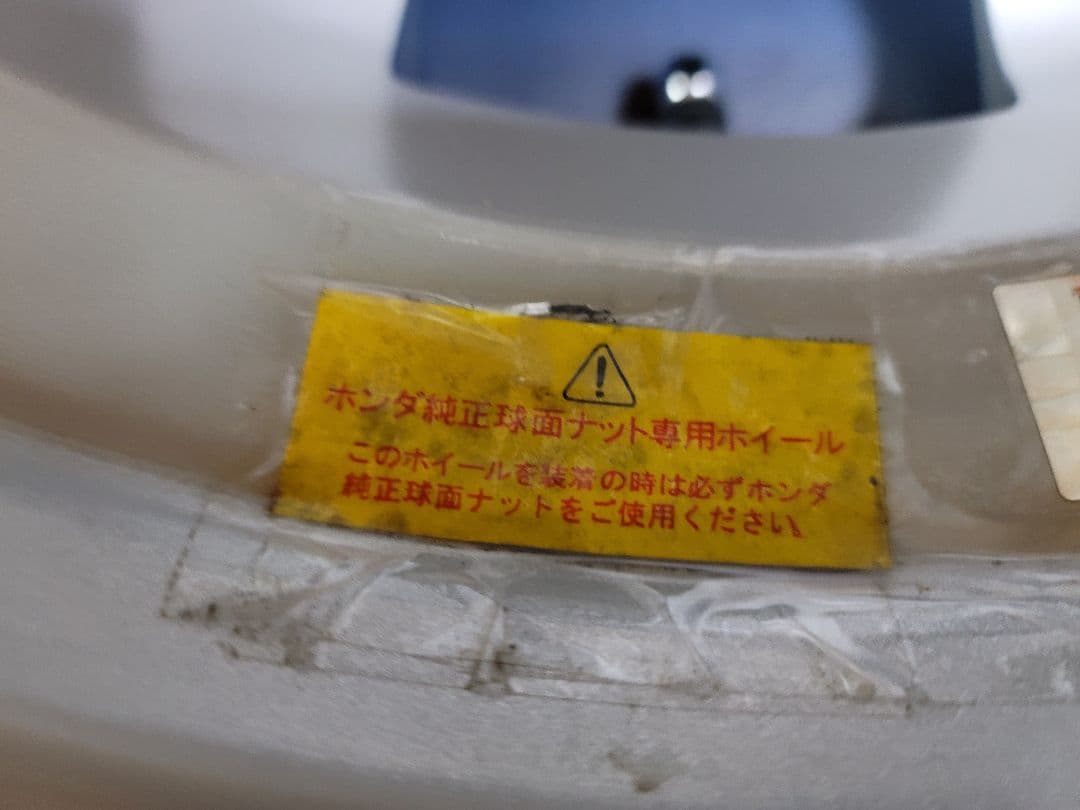 ホンダ純正球面ナット専用ホイール
このホイールを装着の時は必ずホンダ
純正球面ナットをご使用ください。